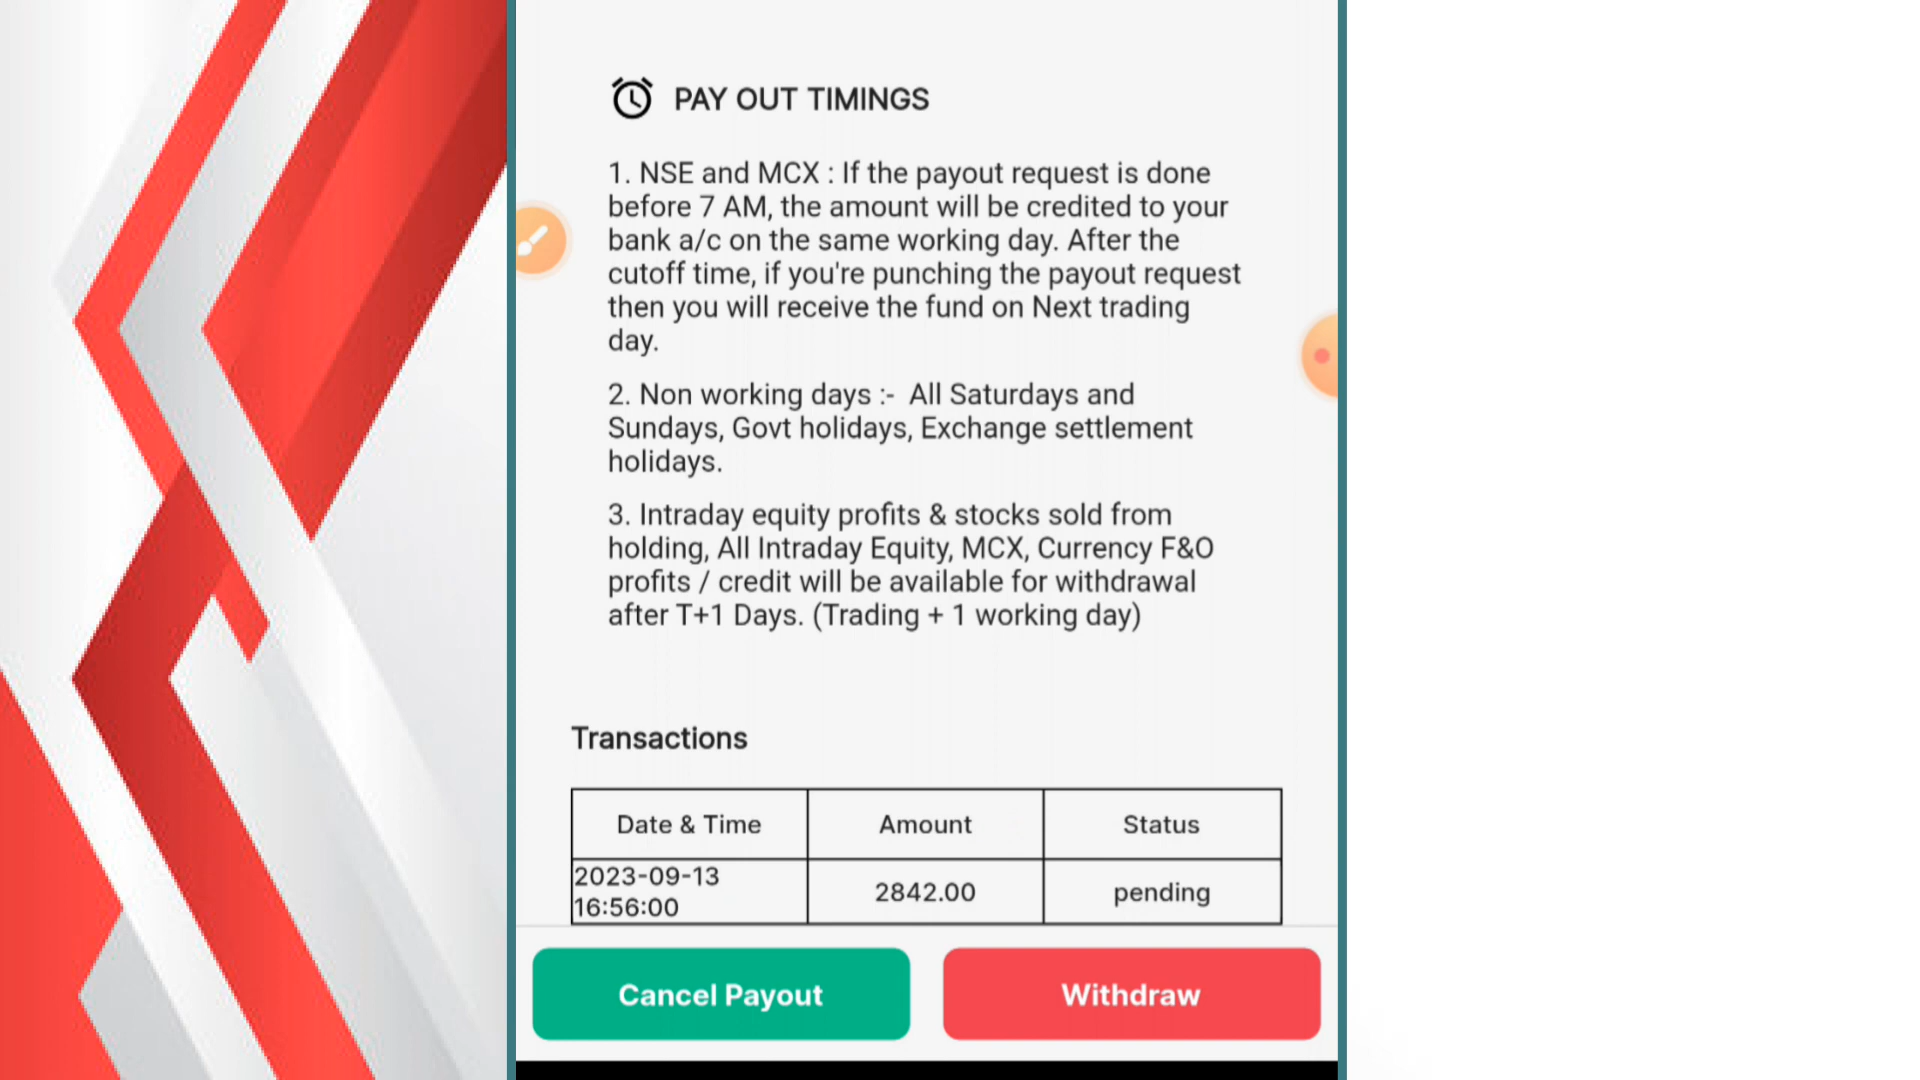 PAY OUT TIMINGS
1. NSE and MCX : If the payout request is done
before 7 AM, the amount will be credited to your
bank a/c on the same working day. After the
cutoff time, if you're punching the payout request
then you will receive the fund on Next trading
day.
2. Non working days :-  All Saturdays and
Sundays, Govt holidays, Exchange settlement
holidays.
3. Intraday equity profits & stocks sold from
holding, All Intraday Equity, MCX, Currency F&O
profits / credit will be available for withdrawal
after T+1 Days. (Trading + 1 working day)
Transactions
Date & Time Amount Status
2023-09-13
16:56:00 2842.00 pending
Cancel Payout Withdraw